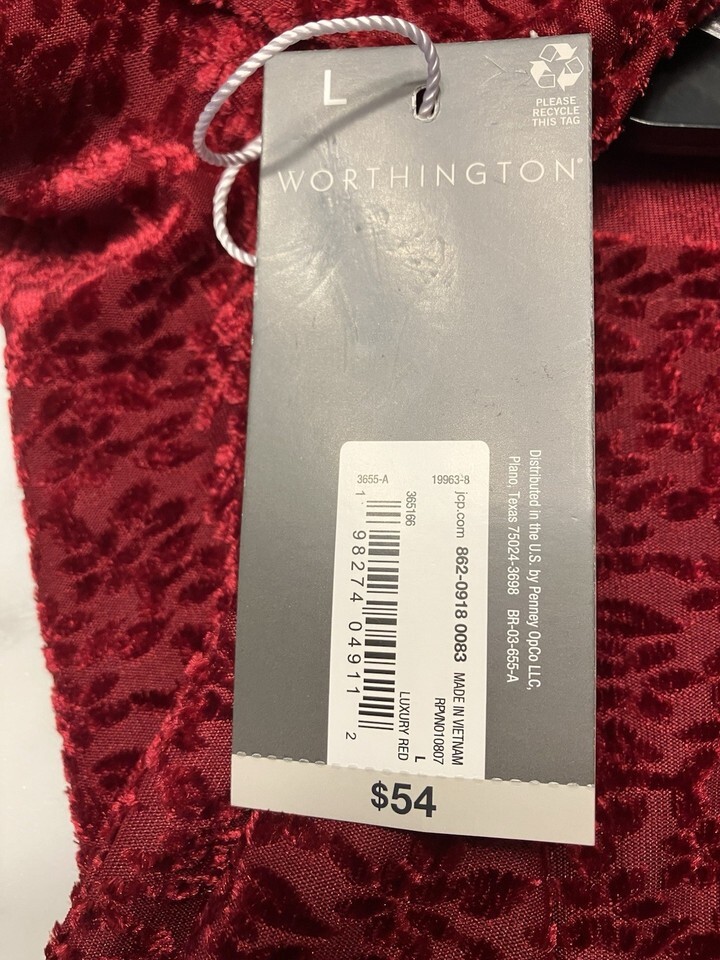 L
PLEASE
RECYCLE
THIS TAG
WORTHINGTON®
Distributed in the U.S. by Penney OpCo LLC,
Plano, Texas 75024-3698 BR-03-655-A
3655-A 19963-8
jcp.com 862-0918 0083 MADE IN VIETNAM
365166 RPVN010807
L
LUXURY RED
1 98274 04911 2
$54